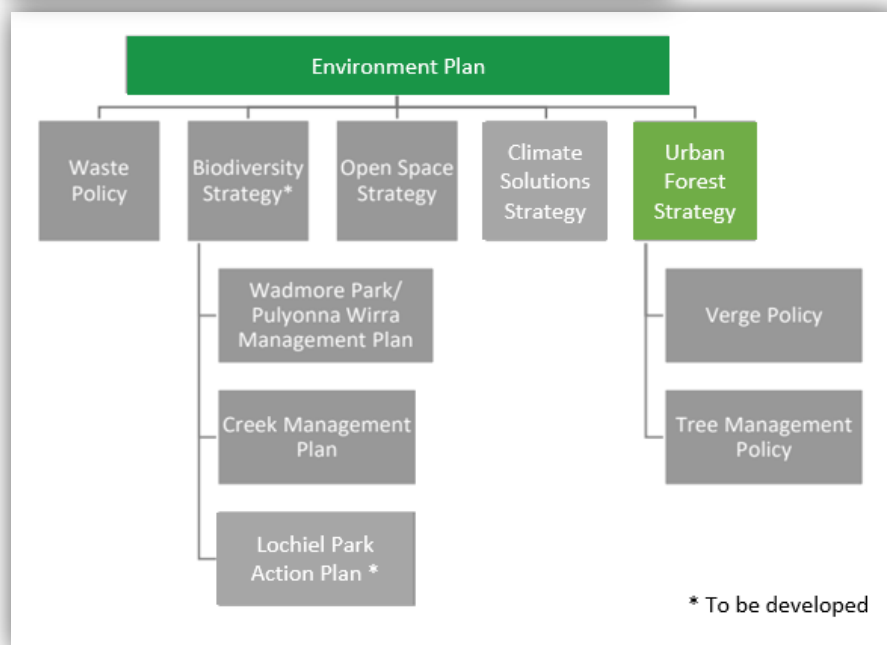 Environment Plan
Waste
Policy
Biodiversity
Strategy*
Open Space
Strategy
Climate
Solutions
Strategy
Urban
Forest
Strategy
Wadmore Park/
Pulyonna Wirra
Management Plan
Verge Policy
Creek Management
Plan
Tree Management
Policy
Lochiel Park
Action Plan *
* To be developed